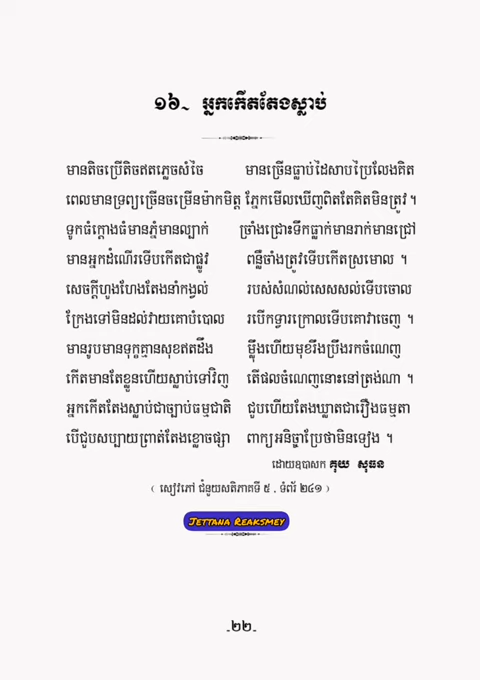 ១៦~ អ្នកកើតតែងស្លាប់
មានតិចប្រើតិចឥតភ្លេចសំចៃ មានច្រើនធ្លាប់ដៃសាបប្រៃលែងគិត
ពេលមានទ្រព្យច្រើនចម្រើនម៉ាកមិត្ត ភ្នែកមើលឃើញពិតតែគិតមិនត្រូវ។
ទូកធំក្ដោងធំមានភ្នំមានល្បាក់ ច្រាំងជ្រោះទឹកធ្លាក់មានរាក់មានជ្រៅ
មានអ្នកដំណើរទើបកើតជាផ្លូវ ពន្លឺចាំងត្រូវទើបកើតស្រមោល ។
សេចក្ដីហួងហែងតែងនាំកង្វល់ របស់សំណល់សេសសល់ទើបចោល
ក្រែងទៅមិនដល់វាយគោបំបោល របើកទ្វារក្រោលទើបគោវាចេញ ។
មានរូបមានទុក្ខគ្មានសុខឥតដឹង ម្ល៉ឹងហើយមុខរឹងប្រឹងរកចំណេញ
កើតមានតែខ្លួនហើយស្លាប់ទៅវិញ តើផលចំណេញនោះនៅត្រង់ណា ។
អ្នកកើតតែងស្លាប់ជាច្បាប់ធម្មជាតិ ជួបហើយតែងឃ្លាតជារឿងធម្មតា
បើជួបសប្បាយព្រាត់តែងខ្លោចផ្សា ពាក្យអនិច្ចាប្រែថាមិនទៀង ។
ដោយឧបាសក គុយ សុធន
( សៀវភៅ ជំនួយសតិភាគទី ៥ . ទំព័រ ២៤១ )
Jettana Reaksmey
-២២-